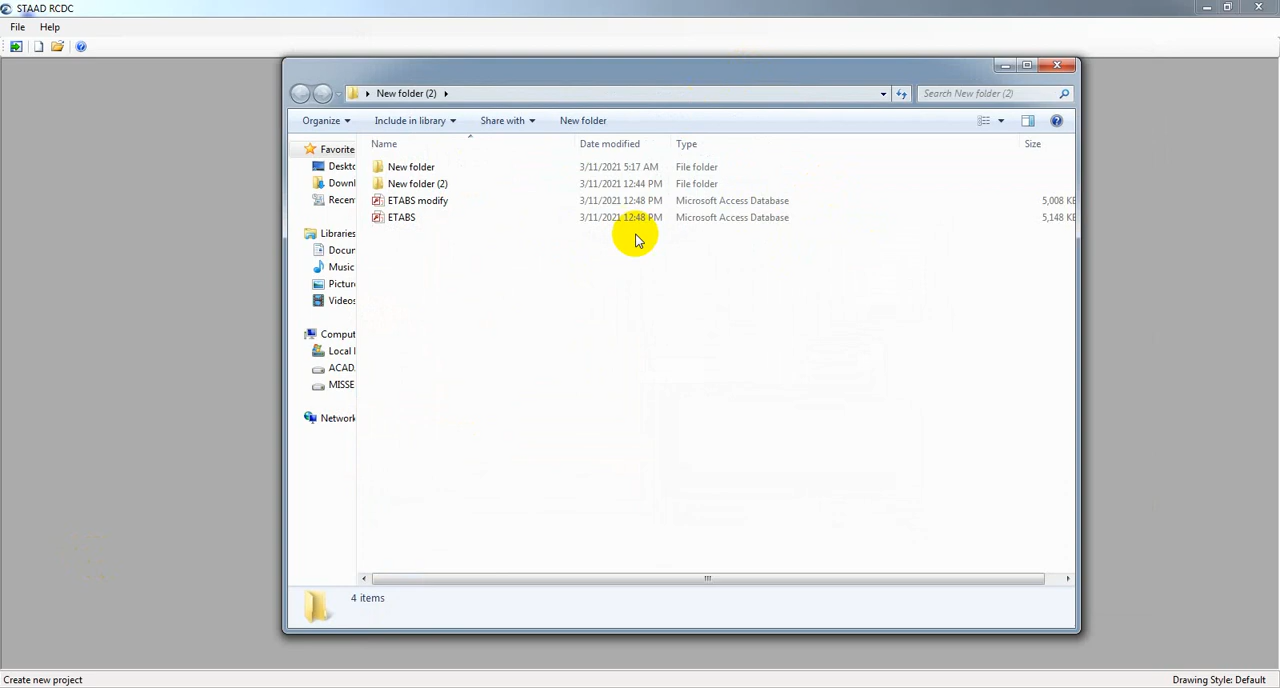 STAAD RCDC
File Help
New folder (2)
Search New folder (2)
Organize Include in library Share with New folder
Name Date modified Type Size
Favorite
Deskto
Downl
Recen
Libraries
Docur
Music
Pictur
Videos
Comput
Local I
ACAD.
MISSE
Network
New folder 3/11/2021 5:17 AM File folder
New folder (2) 3/11/2021 12:44 PM File folder
ETABS modify 3/11/2021 12:48 PM Microsoft Access Database 5,008 KB
ETABS 3/11/2021 12:48 PM Microsoft Access Database 5,148 KB
4 items
Create new project
Drawing Style: Default